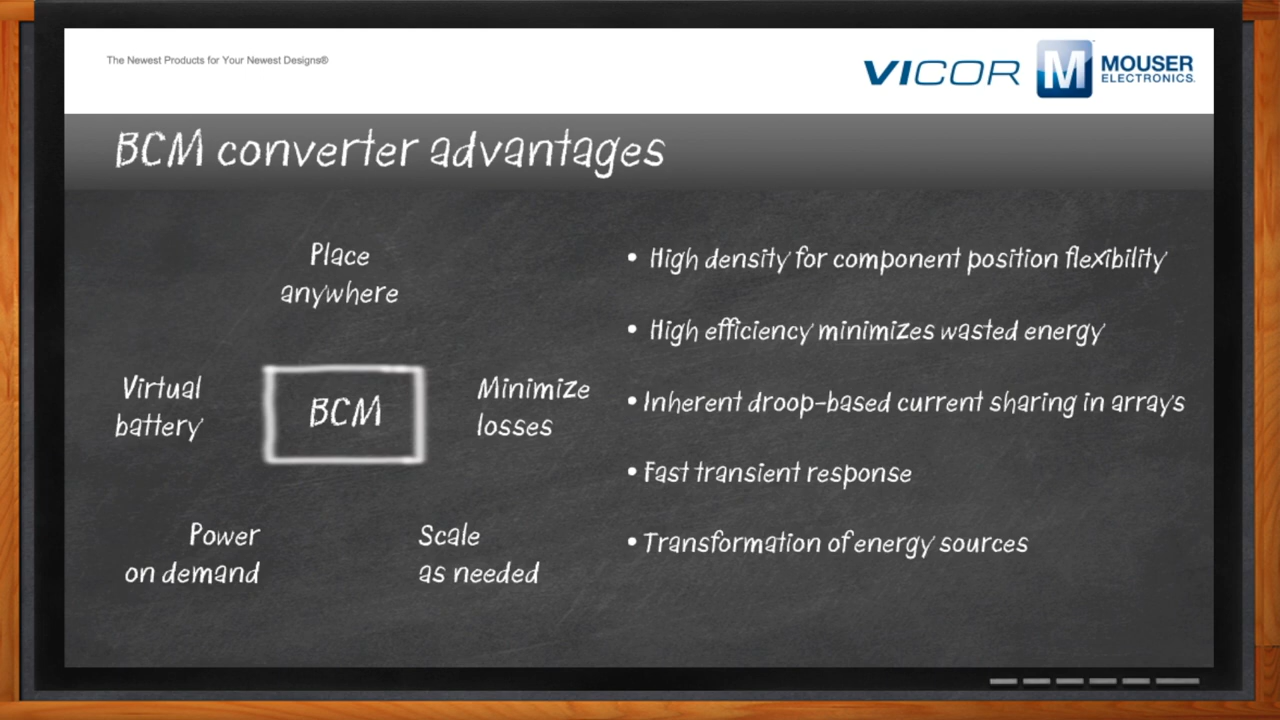 The Newest Products for Your Newest Designs®
VICOR
M
MOUSER
ELECTRONICS
BCM converter advantages
Place
anywhere
Virtual
battery
BCM
Minimize
losses
Power
on demand
Scale
as needed
• High density for component position flexibility
• High efficiency minimizes wasted energy
• Inherent droop-based current sharing in arrays
• Fast transient response
• Transformation of energy sources